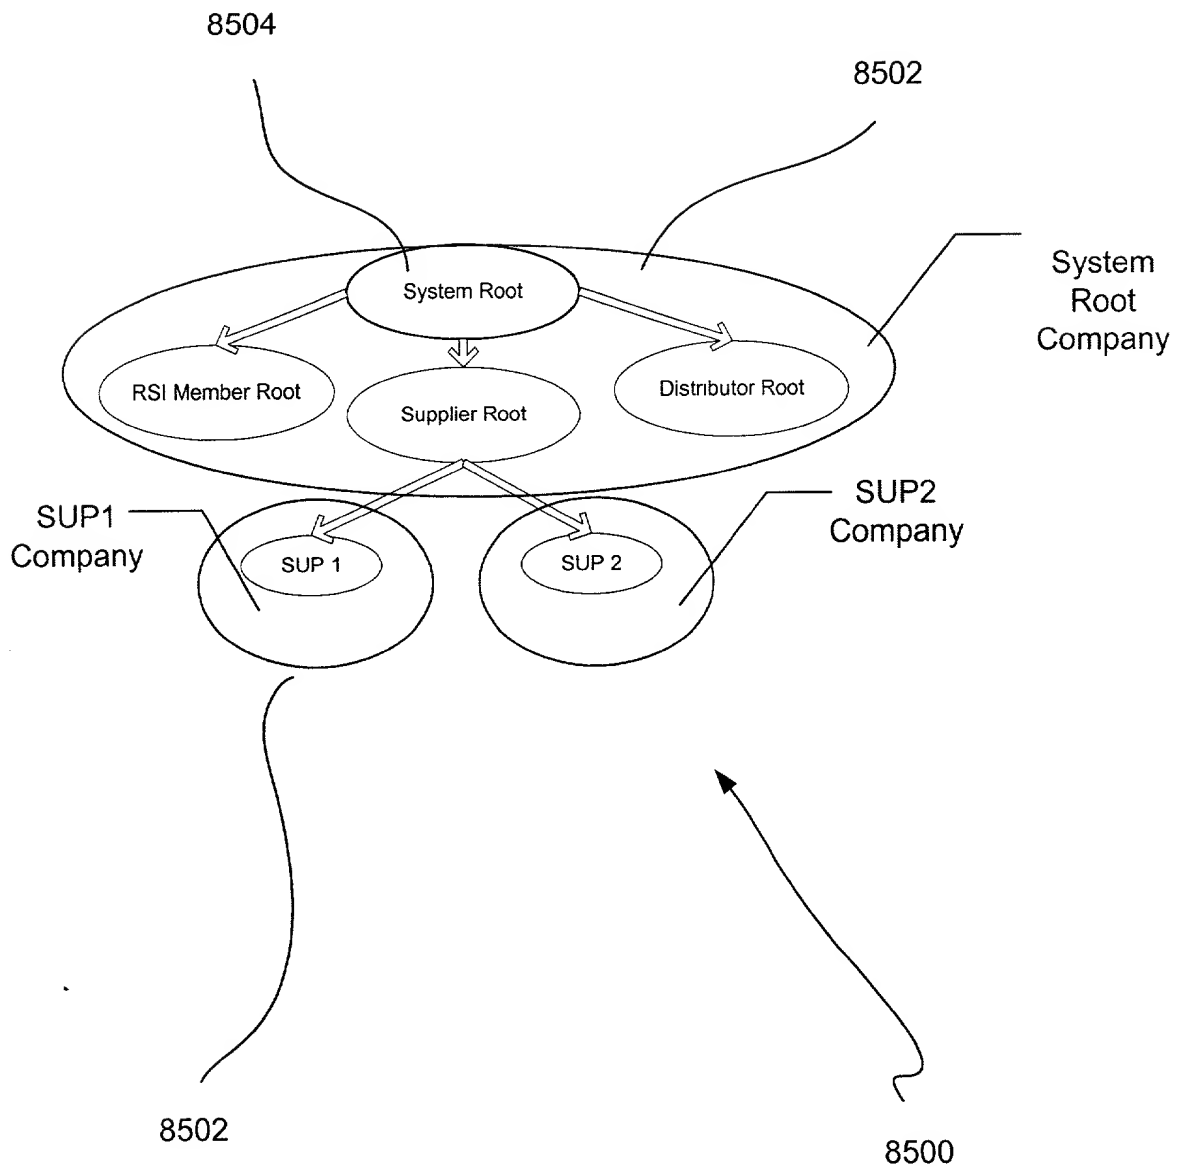 8504
8502
System
Root
Company
System Root
RSI Member Root
Supplier Root
Distributor Root
SUP1
Company
SUP2
Company
SUP 1
SUP 2
8502
8500